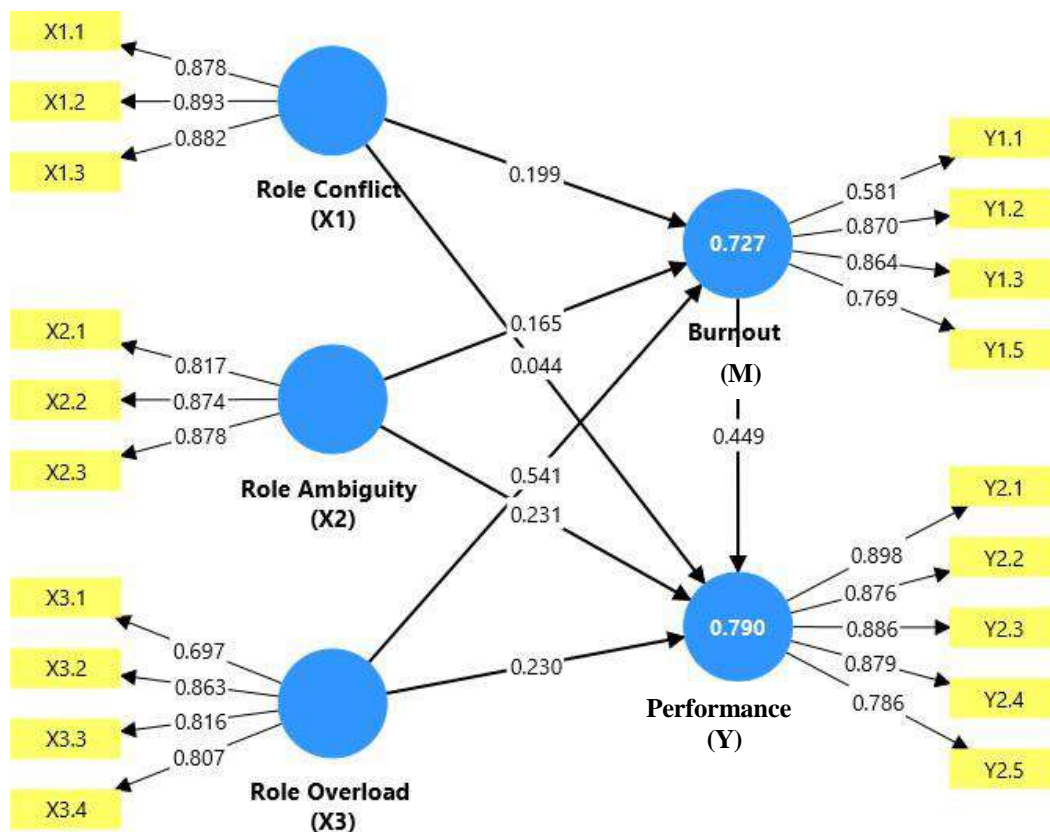 X1.1
X1.2
X1.3
0.878
0.893
0.882
Role Conflict
(X1)
X2.1
X2.2
X2.3
0.817
0.874
0.878
Role Ambiguity
(X2)
X3.1
X3.2
X3.3
X3.4
0.697
0.863
0.816
0.807
Role Overload
(X3)
0.199
0.165
0.044
0.541
0.231
0.230
0.727
Burnout
(M)
0.449
0.790
Performance
(Y)
0.581
0.870
0.864
0.769
Y1.1
Y1.2
Y1.3
Y1.5
0.898
0.876
0.886
0.879
0.786
Y2.1
Y2.2
Y2.3
Y2.4
Y2.5